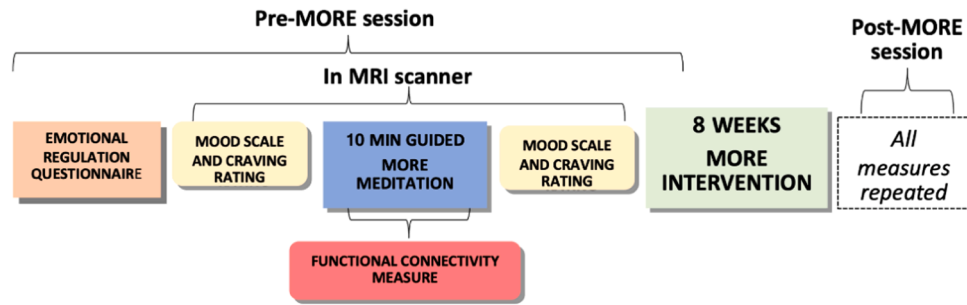 Pre-MORE session
Post-MORE
session
In MRI scanner
EMOTIONAL
REGULATION
QUESTIONNAIRE
MOOD SCALE
AND CRAVING
RATING
10 MIN GUIDED
MORE
MEDITATION
MOOD SCALE
AND CRAVING
RATING
8 WEEKS
MORE
INTERVENTION
All
measures
repeated
FUNCTIONAL CONNECTIVITY
MEASURE